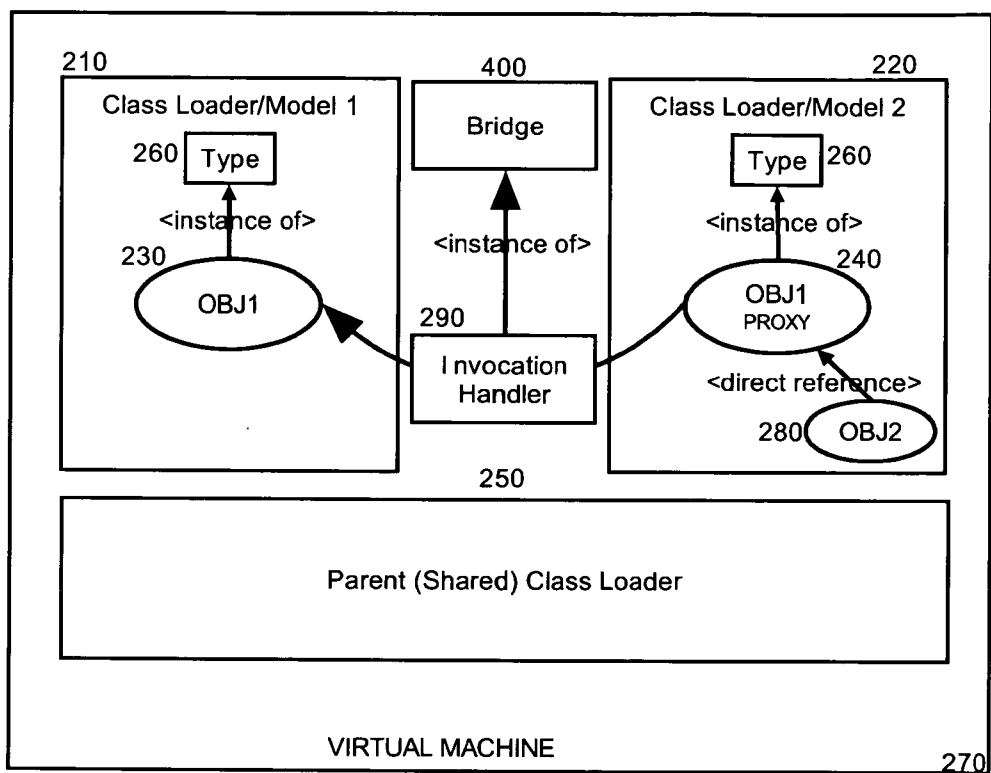 210
400
220
Class Loader/Model 1
Bridge
Class Loader/Model 2
260
Type
Type
260
<instance of>
<instance of>
<instance of>
230
OBJ1
240
OBJ1
PROXY
290
Invocation
Handler
<direct reference>
280
OBJ2
250
Parent (Shared) Class Loader
VIRTUAL MACHINE
270